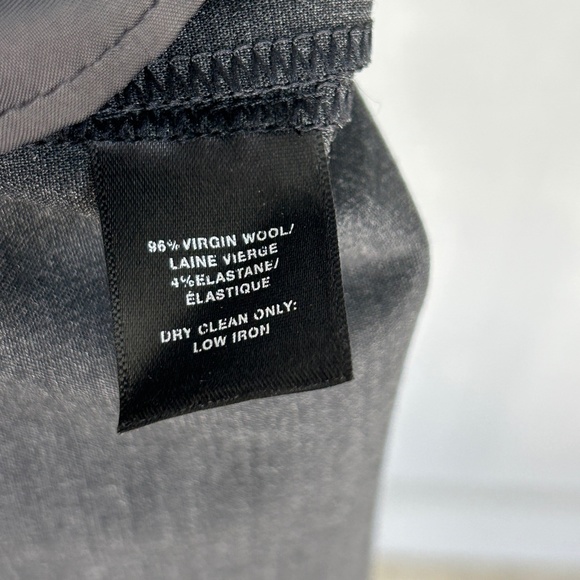 96% VIRGIN WOOL/
LAINE VIERGE
4% ELASTANE/
ÉLASTIQUE
DRY CLEAN ONLY:
LOW IRON